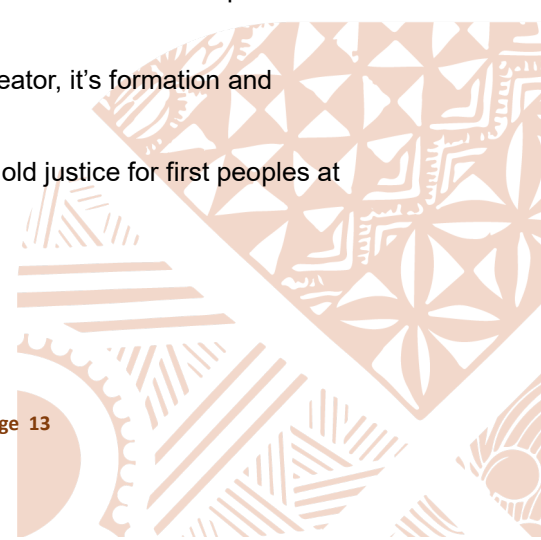 eator, it’s formation and
old justice for first peoples at
ge 13